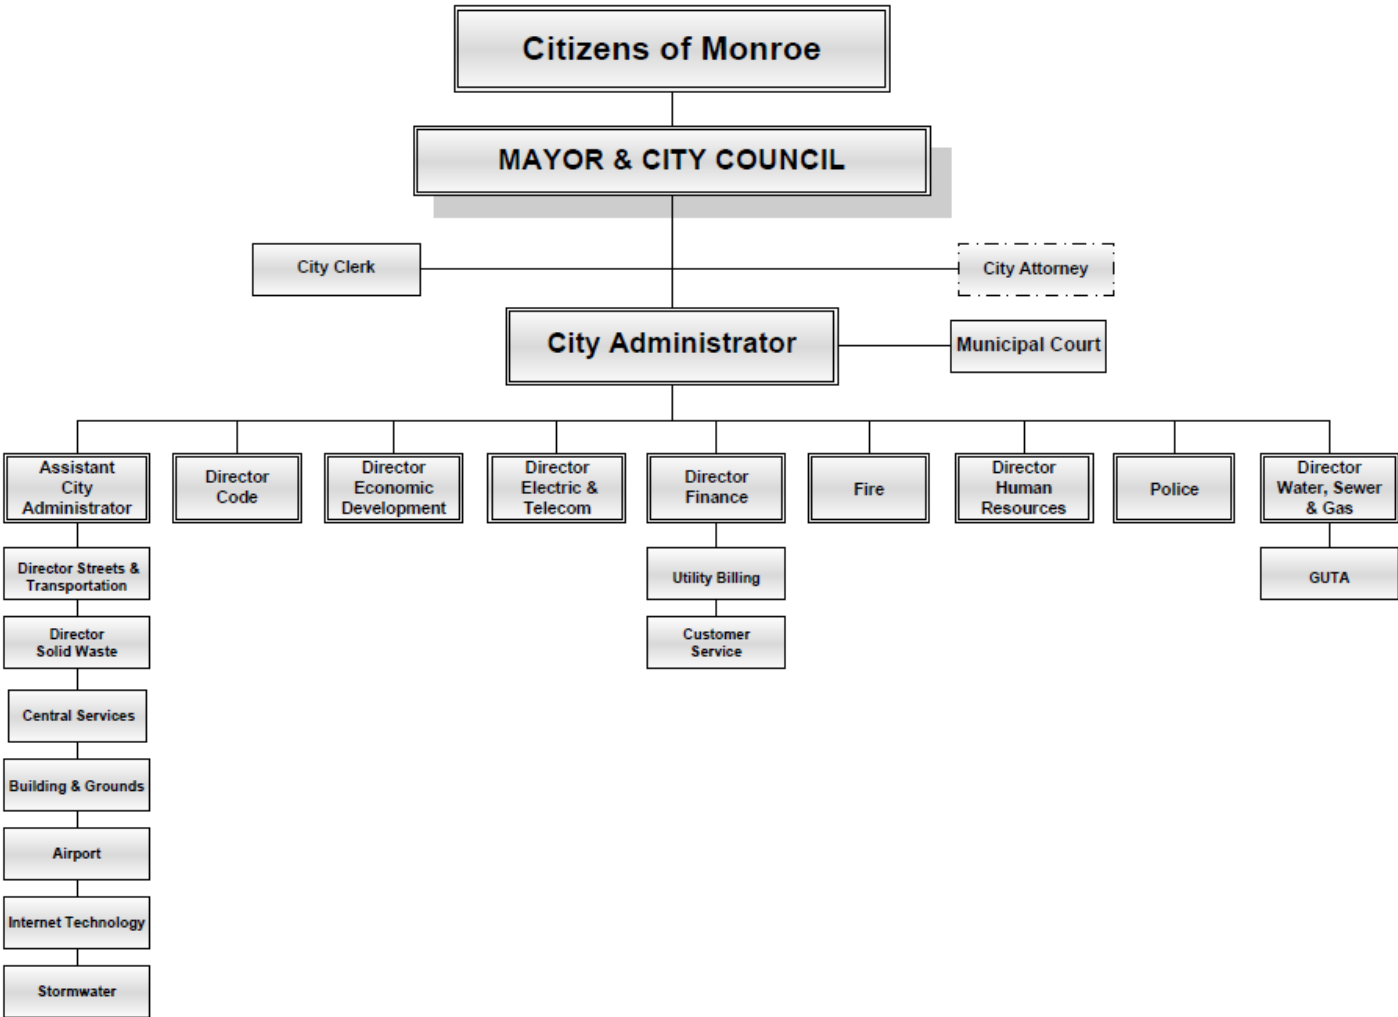 Citizens of Monroe
MAYOR & CITY COUNCIL
City Clerk
City Attorney
City Administrator
Municipal Court
Assistant
City
Administrator
Director
Code
Director
Economic
Development
Director
Electric &
Telecom
Director
Finance
Fire
Director
Human
Resources
Police
Director
Water, Sewer
& Gas
Director Streets &
Transportation
Utility Billing
GUTA
Director
Solid Waste
Customer
Service
Central Services
Building & Grounds
Airport
Internet Technology
Stormwater